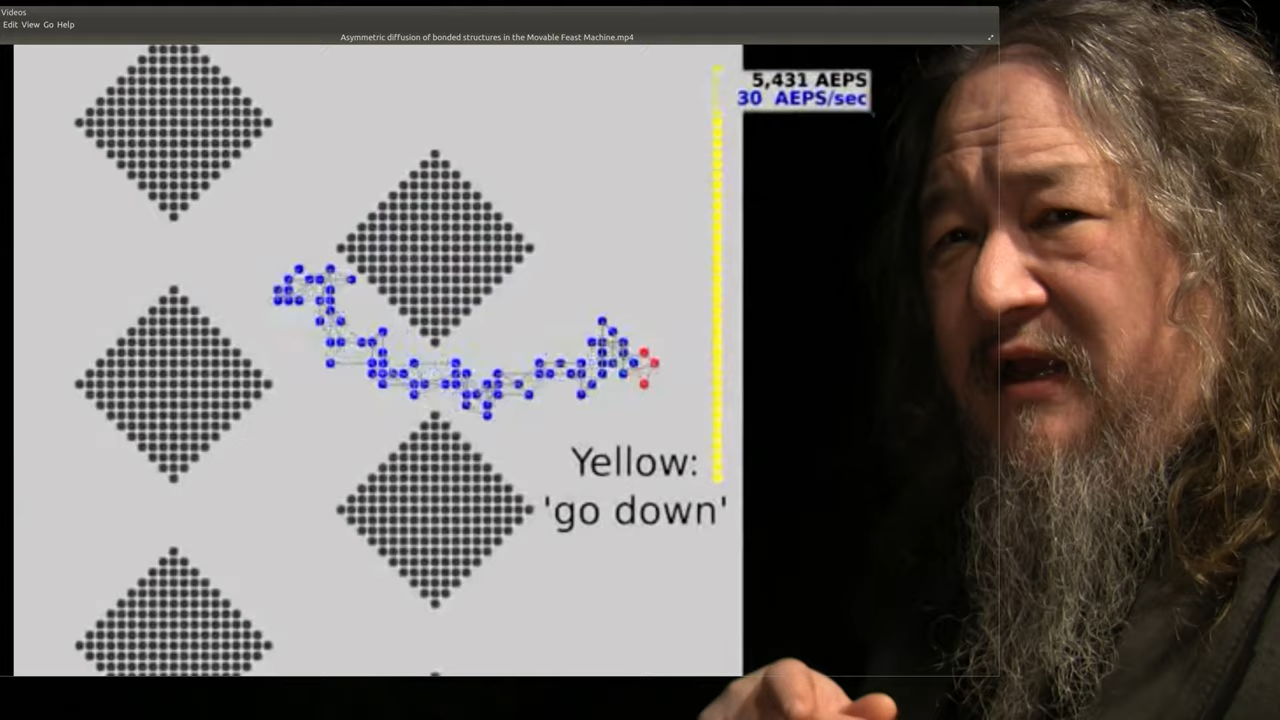 Videos
Edit View Go Help
Asymmetric diffusion of bonded structures in the Movable Feast Machine.mp4
5,431 AEPS
30 AEPS/sec
Yellow:
'go down'